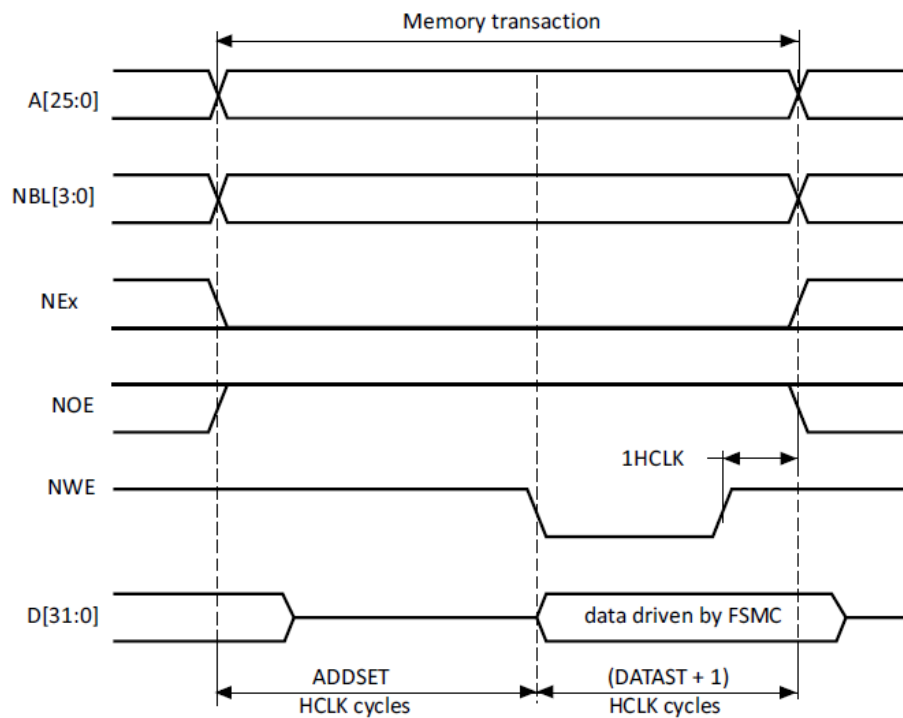 Memory transaction
A[25:0]
NBL[3:0]
NEx
NOE
1HCLK
NWE
D[31:0]
data driven by FSMC
ADDSET
HCLK cycles
(DATAST + 1)
HCLK cycles